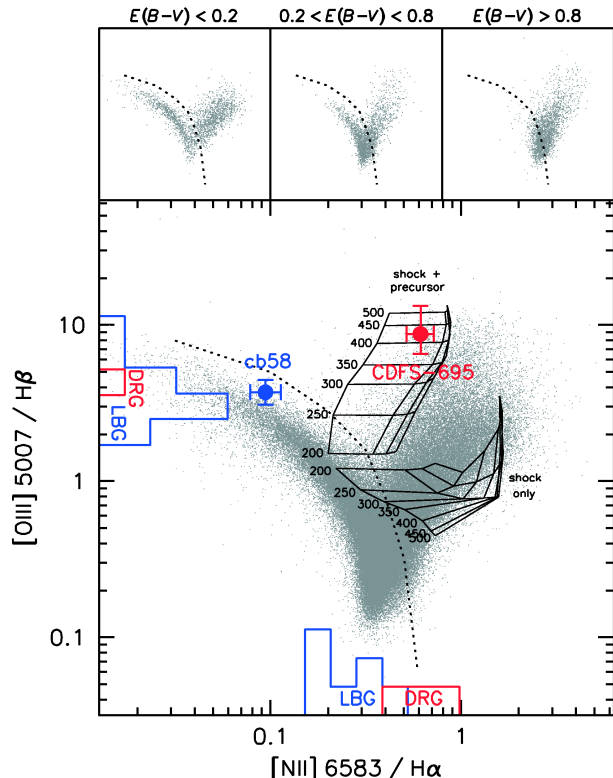 E(B−V) < 0.2
0.2 < E(B−V) < 0.8
E(B−V) > 0.8
shock +
precursor
500
450
400
350
300
250
200
10
1
0.1
cb58
CDFS−695
DRG
LBG
200
250
300
350
400
450
500
shock
only
LBG
DRG
0.1
1
[OIII] 5007 / Hβ
[NII] 6583 / Hα